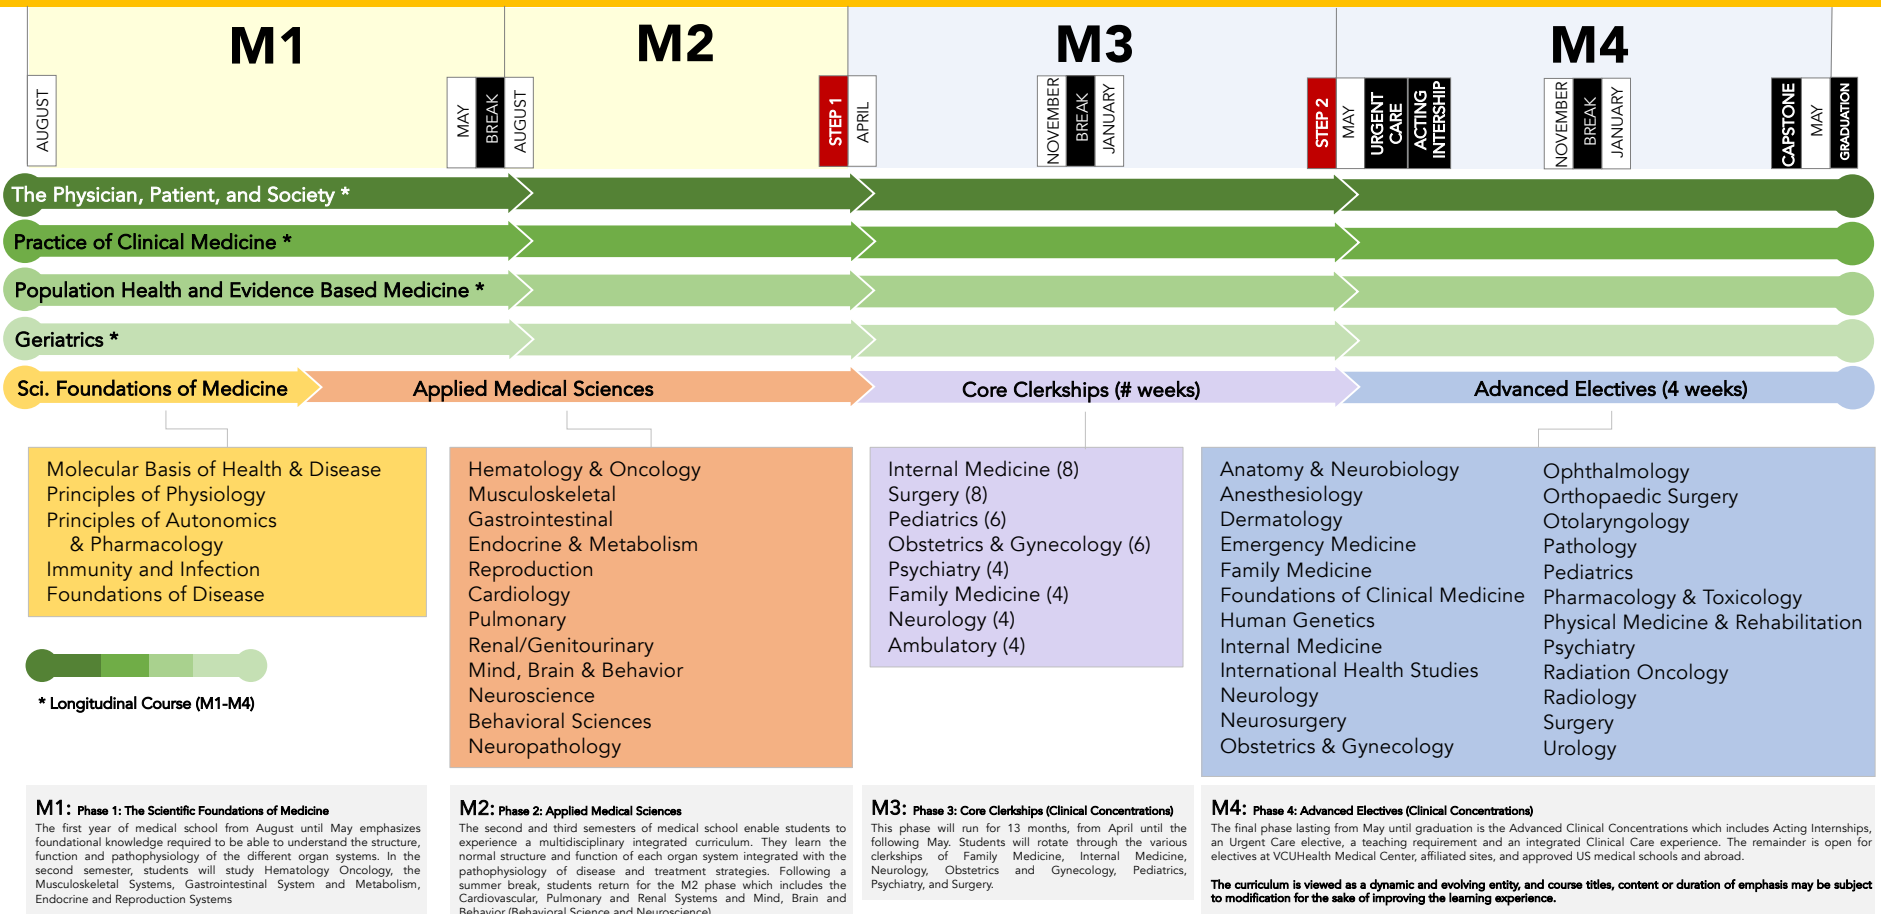 M1
M2
M3
M4
AUGUST
MAY
BREAK
AUGUST
STEP 1
APRIL
NOVEMBER
BREAK
JANUARY
STEP 2
MAY
URGENT
CARE
ACTING
INTERSHIP
NOVEMBER
BREAK
JANUARY
CAPSTONE
MAY
GRADUATION
The Physician, Patient, and Society *
Practice of Clinical Medicine *
Population Health and Evidence Based Medicine *
Geriatrics *
Sci. Foundations of Medicine
Applied Medical Sciences
Core Clerkships (# weeks)
Advanced Electives (4 weeks)
Molecular Basis of Health & Disease
Principles of Physiology
Principles of Autonomics
& Pharmacology
Immunity and Infection
Foundations of Disease
* Longitudinal Course (M1-M4)
Hematology & Oncology
Musculoskeletal
Gastrointestinal
Endocrine & Metabolism
Reproduction
Cardiology
Pulmonary
Renal/Genitourinary
Mind, Brain & Behavior
Neuroscience
Behavioral Sciences
Neuropathology
Internal Medicine (8)
Surgery (8)
Pediatrics (6)
Obstetrics & Gynecology (6)
Psychiatry (4)
Family Medicine (4)
Neurology (4)
Ambulatory (4)
Anatomy & Neurobiology
Anesthesiology
Dermatology
Emergency Medicine
Family Medicine
Foundations of Clinical Medicine
Human Genetics
Internal Medicine
International Health Studies
Neurology
Neurosurgery
Obstetrics & Gynecology
Ophthalmology
Orthopaedic Surgery
Otolaryngology
Pathology
Pediatrics
Pharmacology & Toxicology
Physical Medicine & Rehabilitation
Psychiatry
Radiation Oncology
Radiology
Surgery
Urology
M1: Phase 1: The Scientific Foundations of Medicine
The first year of medical school from August until May emphasizes
foundational knowledge required to be able to understand the structure,
function and pathophysiology of the different organ systems. In the
second semester, students will study Hematology Oncology, the
Musculoskeletal Systems, Gastrointestinal System and Metabolism,
Endocrine and Reproduction Systems
M2: Phase 2: Applied Medical Sciences
The second and third semesters of medical school enable students to
experience a multidisciplinary integrated curriculum. They learn the
normal structure and function of each organ system integrated with the
pathophysiology of disease and treatment strategies. Following a
summer break, students return for the M2 phase which includes the
Cardiovascular, Pulmonary and Renal Systems and Mind, Brain and
Behavior (Behavioral Science and Neuroscience)
M3: Phase 3: Core Clerkships (Clinical Concentrations)
This phase will run for 13 months, from April until the
following May. Students will rotate through the various
clerkships of Family Medicine, Internal Medicine,
Neurology, Obstetrics and Gynecology, Pediatrics,
Psychiatry, and Surgery.
M4: Phase 4: Advanced Electives (Clinical Concentrations)
The final phase lasting from May until graduation is the Advanced Clinical Concentrations which includes Acting Internships,
an Urgent Care elective, a teaching requirement and an integrated Clinical Care experience. The remainder is open for
electives at VCUHealth Medical Center, affiliated sites, and approved US medical schools and abroad.
The curriculum is viewed as a dynamic and evolving entity, and course titles, content or duration of emphasis may be subject
to modification for the sake of improving the learning experience.